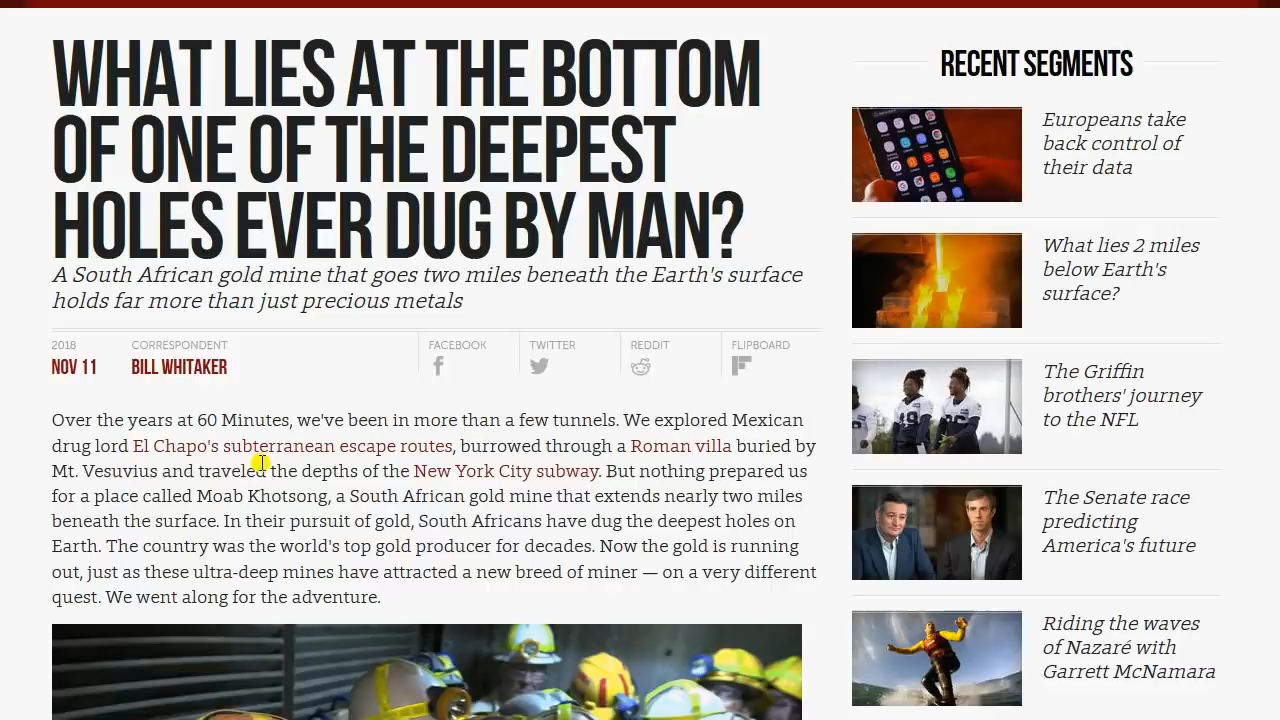 WHAT LIES AT THE BOTTOM
OF ONE OF THE DEEPEST
HOLES EVER DUG BY MAN?
A South African gold mine that goes two miles beneath the Earth's surface
holds far more than just precious metals
2018
NOV 11
CORRESPONDENT
BILL WHITAKER
FACEBOOK
TWITTER
REDDIT
FLIPBOARD
Over the years at 60 Minutes, we've been in more than a few tunnels. We explored Mexican
drug lord El Chapo's subterranean escape routes, burrowed through a Roman villa buried by
Mt. Vesuvius and traveled the depths of the New York City subway. But nothing prepared us
for a place called Moab Khotsong, a South African gold mine that extends nearly two miles
beneath the surface. In their pursuit of gold, South Africans have dug the deepest holes on
Earth. The country was the world's top gold producer for decades. Now the gold is running
out, just as these ultra-deep mines have attracted a new breed of miner — on a very different
quest. We went along for the adventure.
RECENT SEGMENTS
Europeans take
back control of
their data
What lies 2 miles
below Earth's
surface?
The Griffin
brothers' journey
to the NFL
The Senate race
predicting
America's future
Riding the waves
of Nazaré with
Garrett McNamara